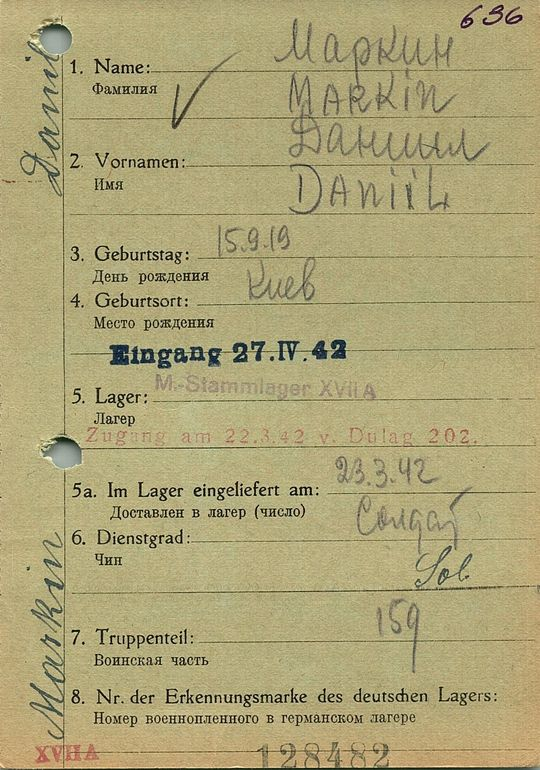 636
Маркин
1. Name: Markin
Фамилия
Даниил
2. Vornamen:
Имя
Daniil
3. Geburtstag: 15.9.19
День рождения
4. Geburtsort: Киев
Место рождения
Eingang 27.IV.42
M.-Stammlager XVII A
5. Lager:
Лагер
Zugang am 22.3.42 v. Dulag 202.
5a. Im Lager eingeliefert am: 23.3.42
Доставлен в лагер (число)
6. Dienstgrad: Солдат
Чин
Sol
7. Truppenteil: 159
Воинская часть
8. Nr. der Erkennungsmarke des deutschen Lagers:
Номер военнопленного в германском лагере
XVII A
128482
Markin Daniil